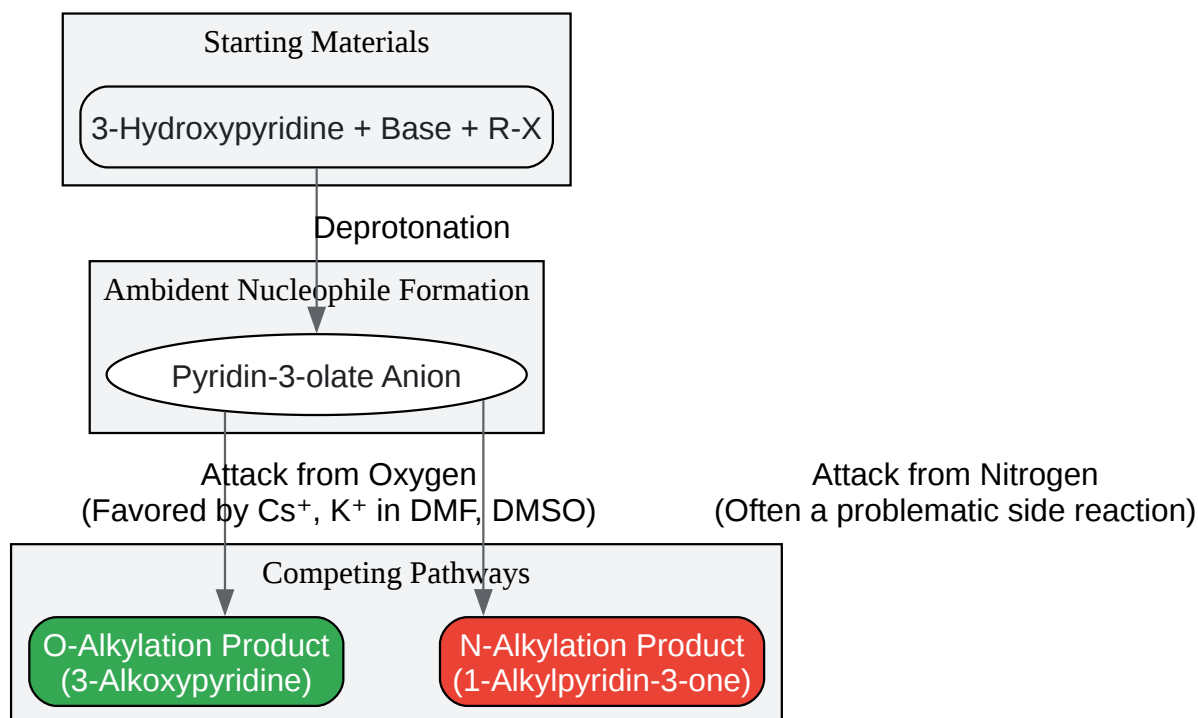 Starting Materials
3-Hydroxypyridine + Base + R-X
Deprotonation
Ambident Nucleophile Formation
Pyridin-3-olate Anion
Attack from Oxygen
(Favored by Cs⁺, K⁺ in DMF, DMSO)
Attack from Nitrogen
(Often a problematic side reaction)
Competing Pathways
O-Alkylation Product
(3-Alkoxypyridine)
N-Alkylation Product
(1-Alkylpyridin-3-one)